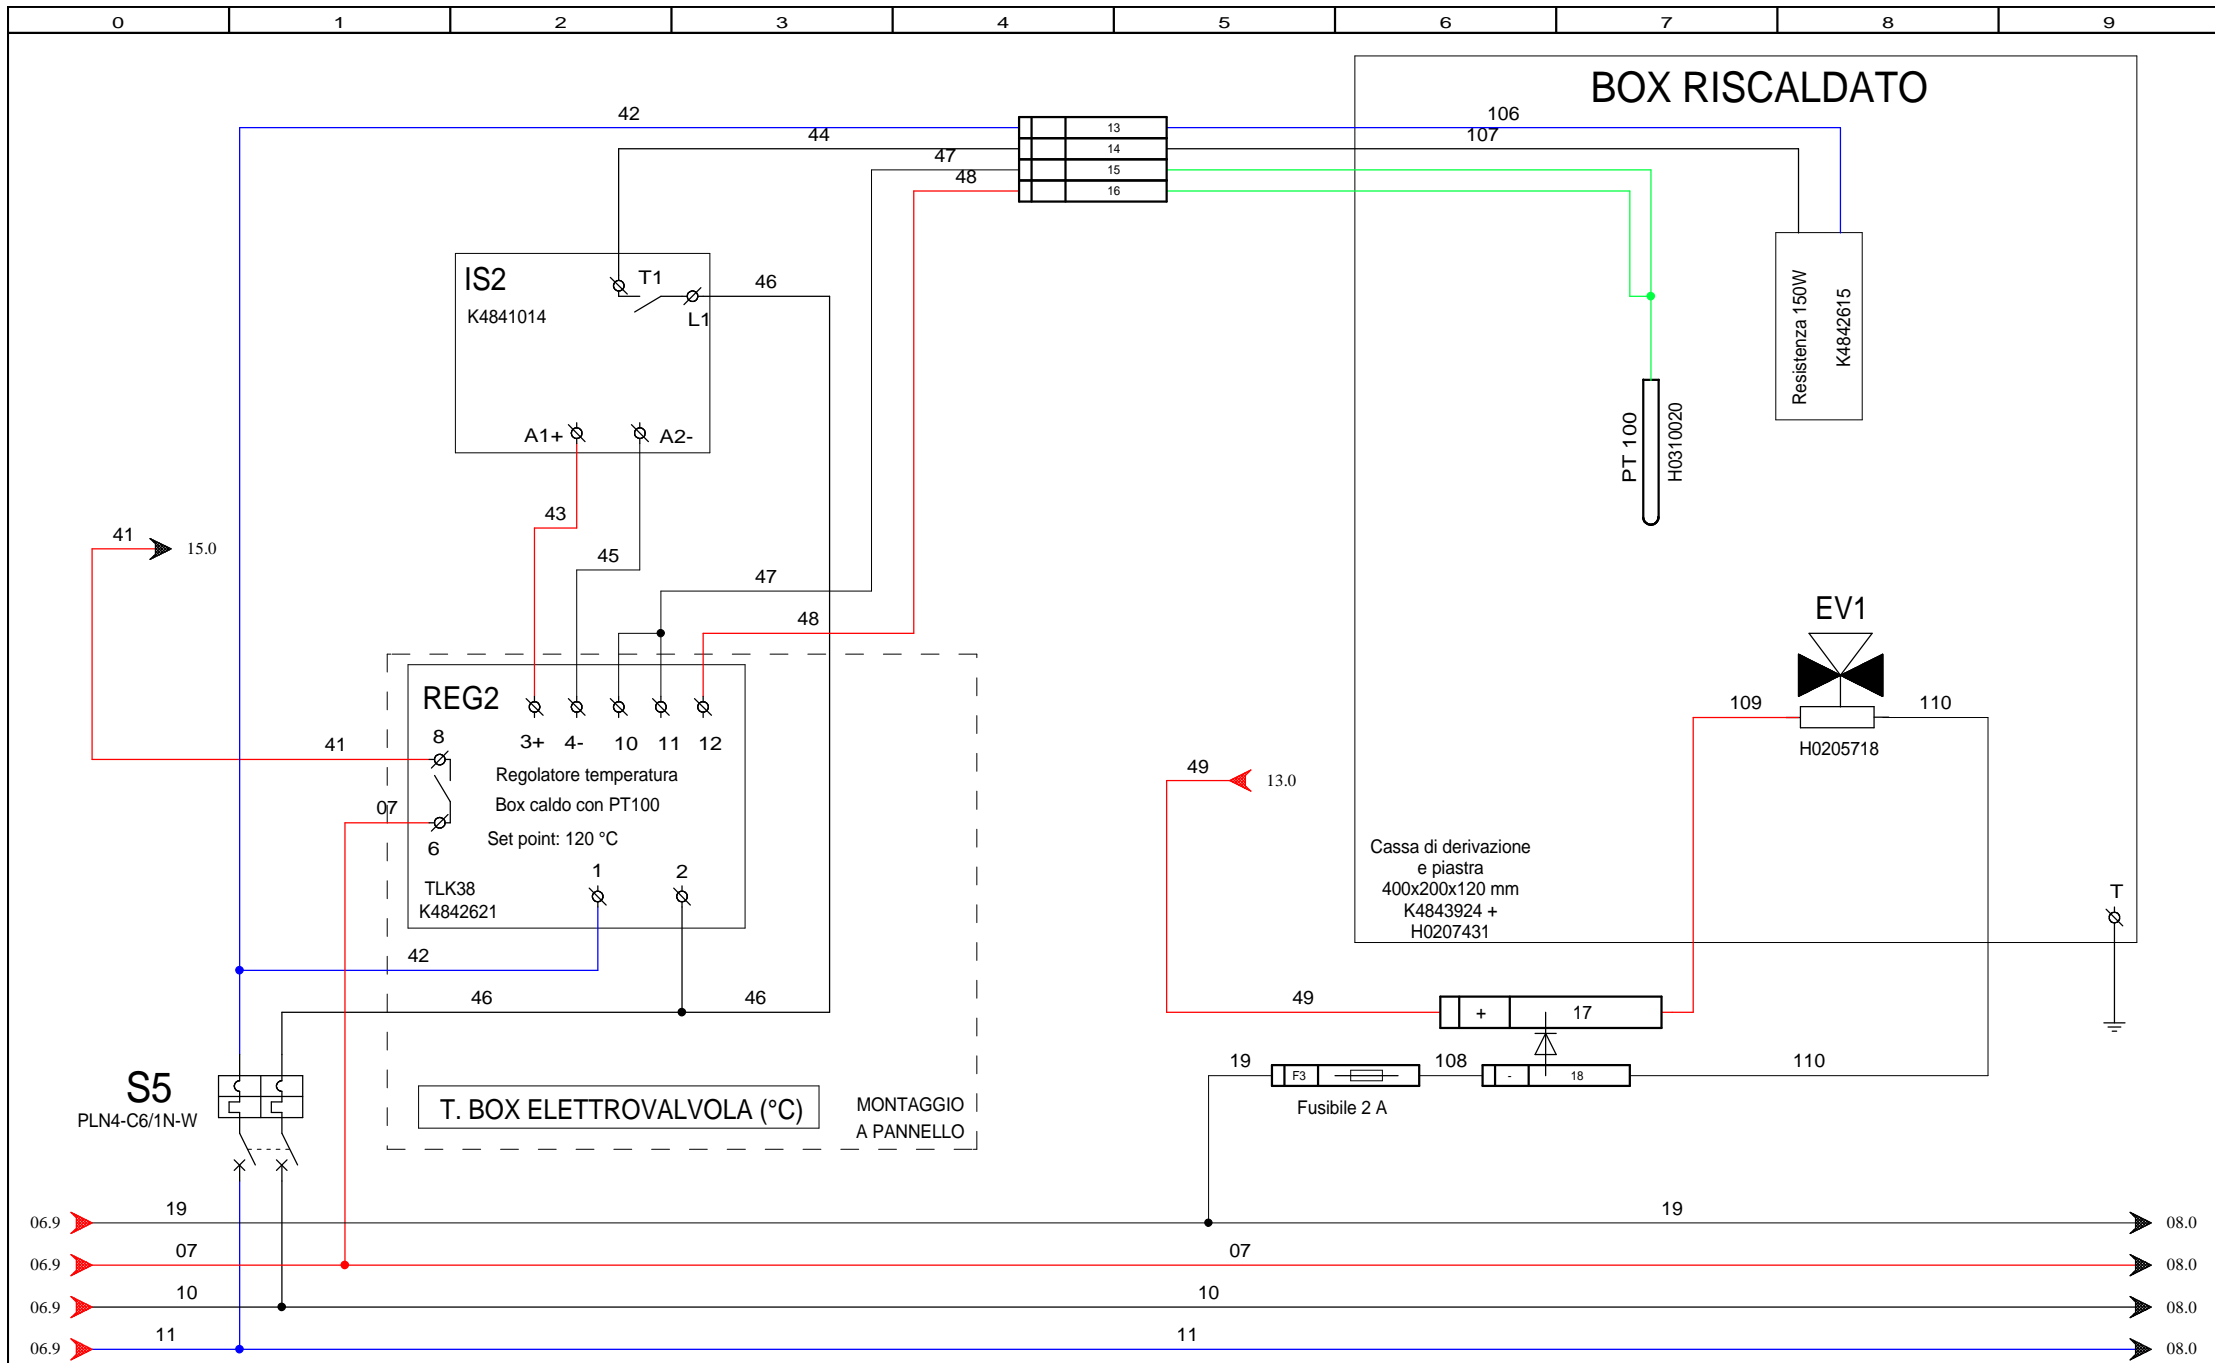 0 1 2 3 4 5 6 7 8 9
BOX RISCALDATO
42
13
106
44
14
107
47
15
48
16
IS2
K4841014
T1
L1
46
A1+
A2-
Resistenza 150W
K4842615
PT 100
H0310020
43
41
15.0
45
47
48
EV1
109
110
H0205718
REG2
3+ 4- 10 11 12
8
41
Regolatore temperatura
Box caldo con PT100
Set point: 120 °C
07
6
1
2
TLK38
K4842621
49
13.0
Cassa di derivazione
e piastra
400x200x120 mm
K4843924 +
H0207431
T
42
46
46
49
+
17
S5
PLN4-C6/1N-W
19
F3
108
-
18
110
Fusibile 2 A
T. BOX ELETTROVALVOLA (°C)
MONTAGGIO
A PANNELLO
06.9
19
19
08.0
06.9
07
07
08.0
06.9
10
10
08.0
06.9
11
11
08.0